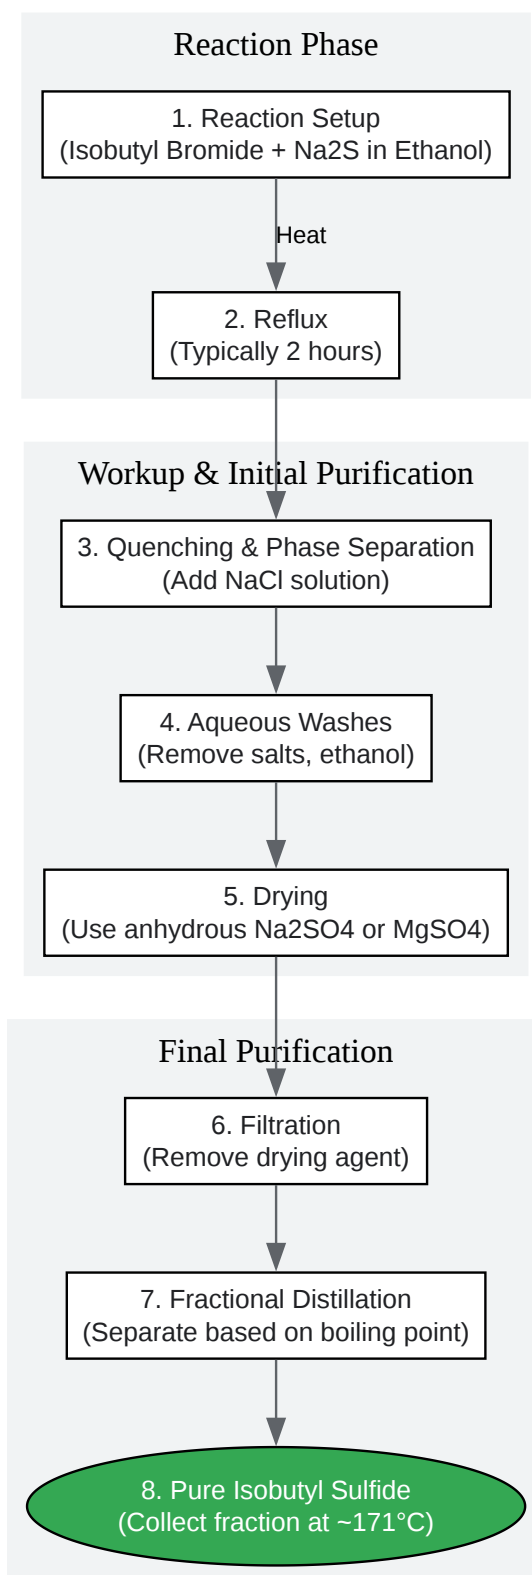 Reaction Phase
1. Reaction Setup
(Isobutyl Bromide + Na2S in Ethanol)
Heat
2. Reflux
(Typically 2 hours)
Workup & Initial Purification
3. Quenching & Phase Separation
(Add NaCl solution)
4. Aqueous Washes
(Remove salts, ethanol)
5. Drying
(Use anhydrous Na2SO4 or MgSO4)
Final Purification
6. Filtration
(Remove drying agent)
7. Fractional Distillation
(Separate based on boiling point)
8. Pure Isobutyl Sulfide
(Collect fraction at ~171°C)